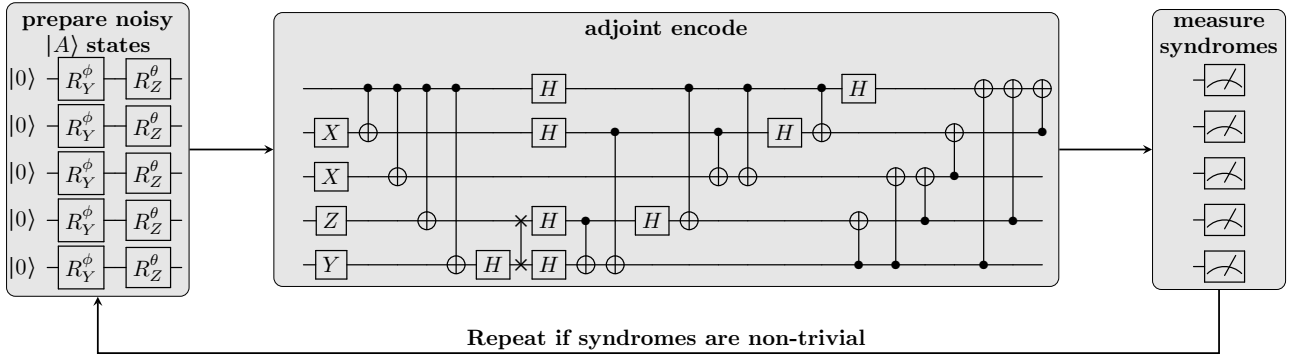 prepare noisy
|A⟩ states
adjoint encode
measure
syndromes
|0⟩ R_Y^ϕ R_Z^θ H H
|0⟩ R_Y^ϕ R_Z^θ X H H
|0⟩ R_Y^ϕ R_Z^θ X
|0⟩ R_Y^ϕ R_Z^θ Z H H
|0⟩ R_Y^ϕ R_Z^θ Y H H
Repeat if syndromes are non-trivial